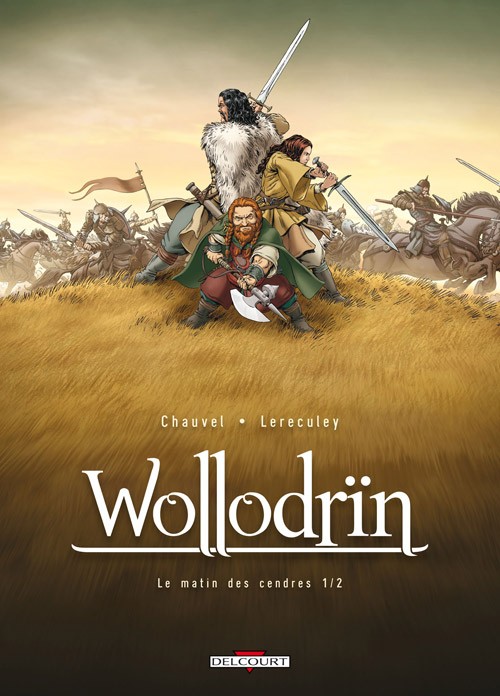 Chauvel • Lereculey
Wollodrïn
Le matin des cendres 1/2
DELCOURT